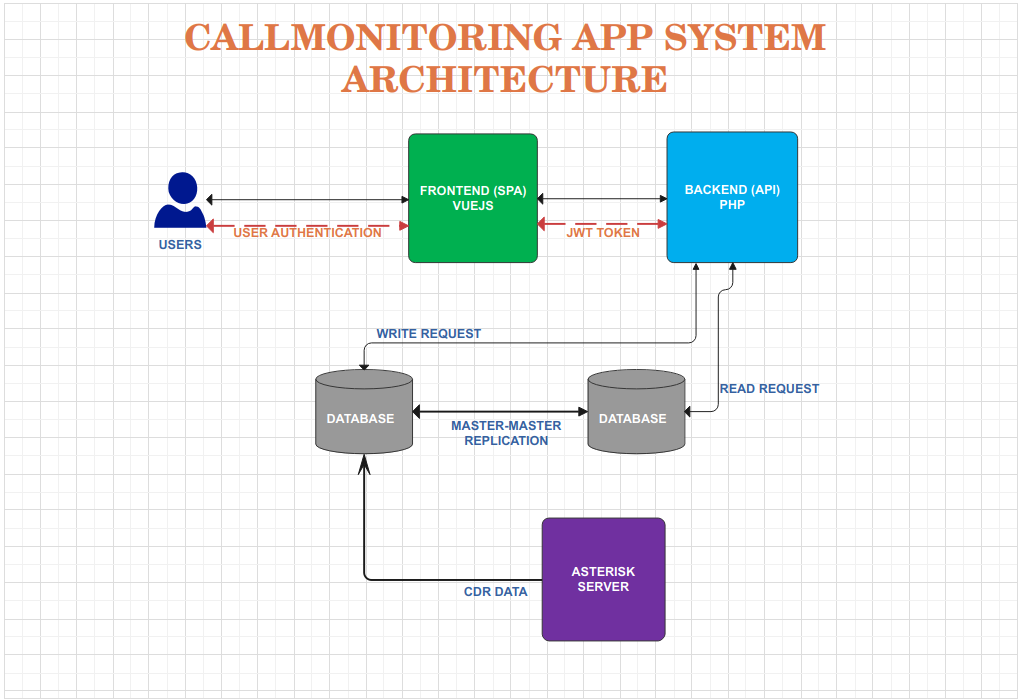 CALLMONITORING APP SYSTEM
ARCHITECTURE
FRONTEND (SPA)
VUEJS
BACKEND (API)
PHP
USER AUTHENTICATION
JWT TOKEN
USERS
WRITE REQUEST
READ REQUEST
DATABASE
DATABASE
MASTER-MASTER
REPLICATION
ASTERISK
SERVER
CDR DATA